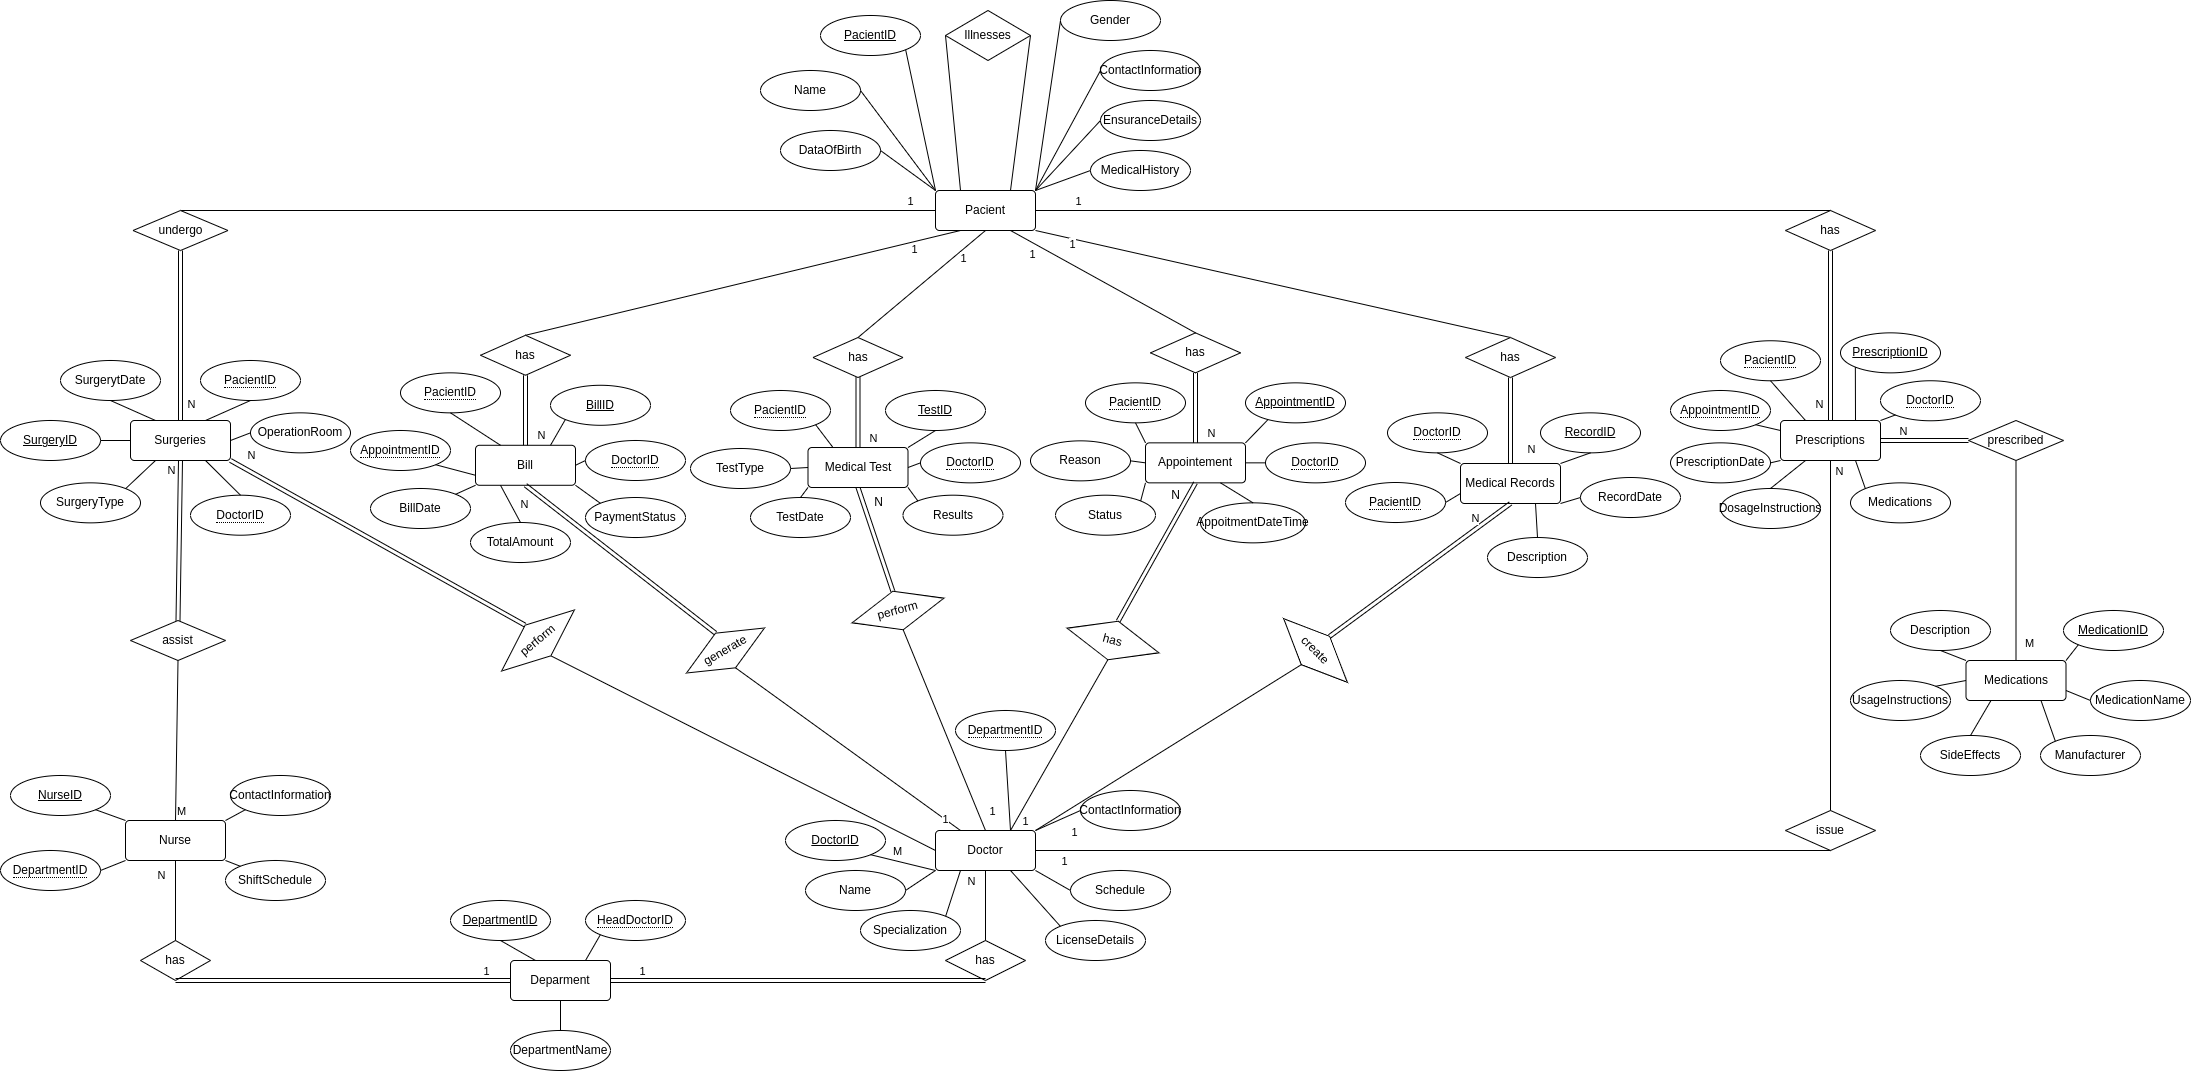 Gender
PacientID
Illnesses
ContactInformation
Name
EnsuranceDetails
DataOfBirth
MedicalHistory
1
Pacient
1
undergo
has
1
1
1
1
has
has
has
has
SurgerytDate
PacientID
N
SurgeryID
Surgeries
OperationRoom
N
N
SurgeryType
DoctorID
PacientID
BillID
N
AppointmentID
Bill
DoctorID
BillDate
N
PaymentStatus
TotalAmount
PacientID
TestID
N
TestType
Medical Test
DoctorID
TestDate
N
Results
PacientID
AppointmentID
N
Reason
Appointement
DoctorID
Status
N
AppoitmentDateTime
DoctorID
RecordID
N
PacientID
Medical Records
RecordDate
N
Description
PacientID
PrescriptionID
AppointmentID
N
DoctorID
Prescriptions
N
prescribed
PrescriptionDate
N
DosageInstructions
Medications
assist
perform
generate
perform
has
create
Description
M
MedicationID
Medications
UsageInstructions
MedicationName
SideEffects
Manufacturer
DepartmentID
NurseID
ContactInformation
M
Nurse
DepartmentID
N
ShiftSchedule
1
1
1
ContactInformation
1
DoctorID
M
Doctor
1
issue
Name
N
Schedule
Specialization
LicenseDetails
DepartmentID
HeadDoctorID
has
1
Deparment
1
has
DepartmentName